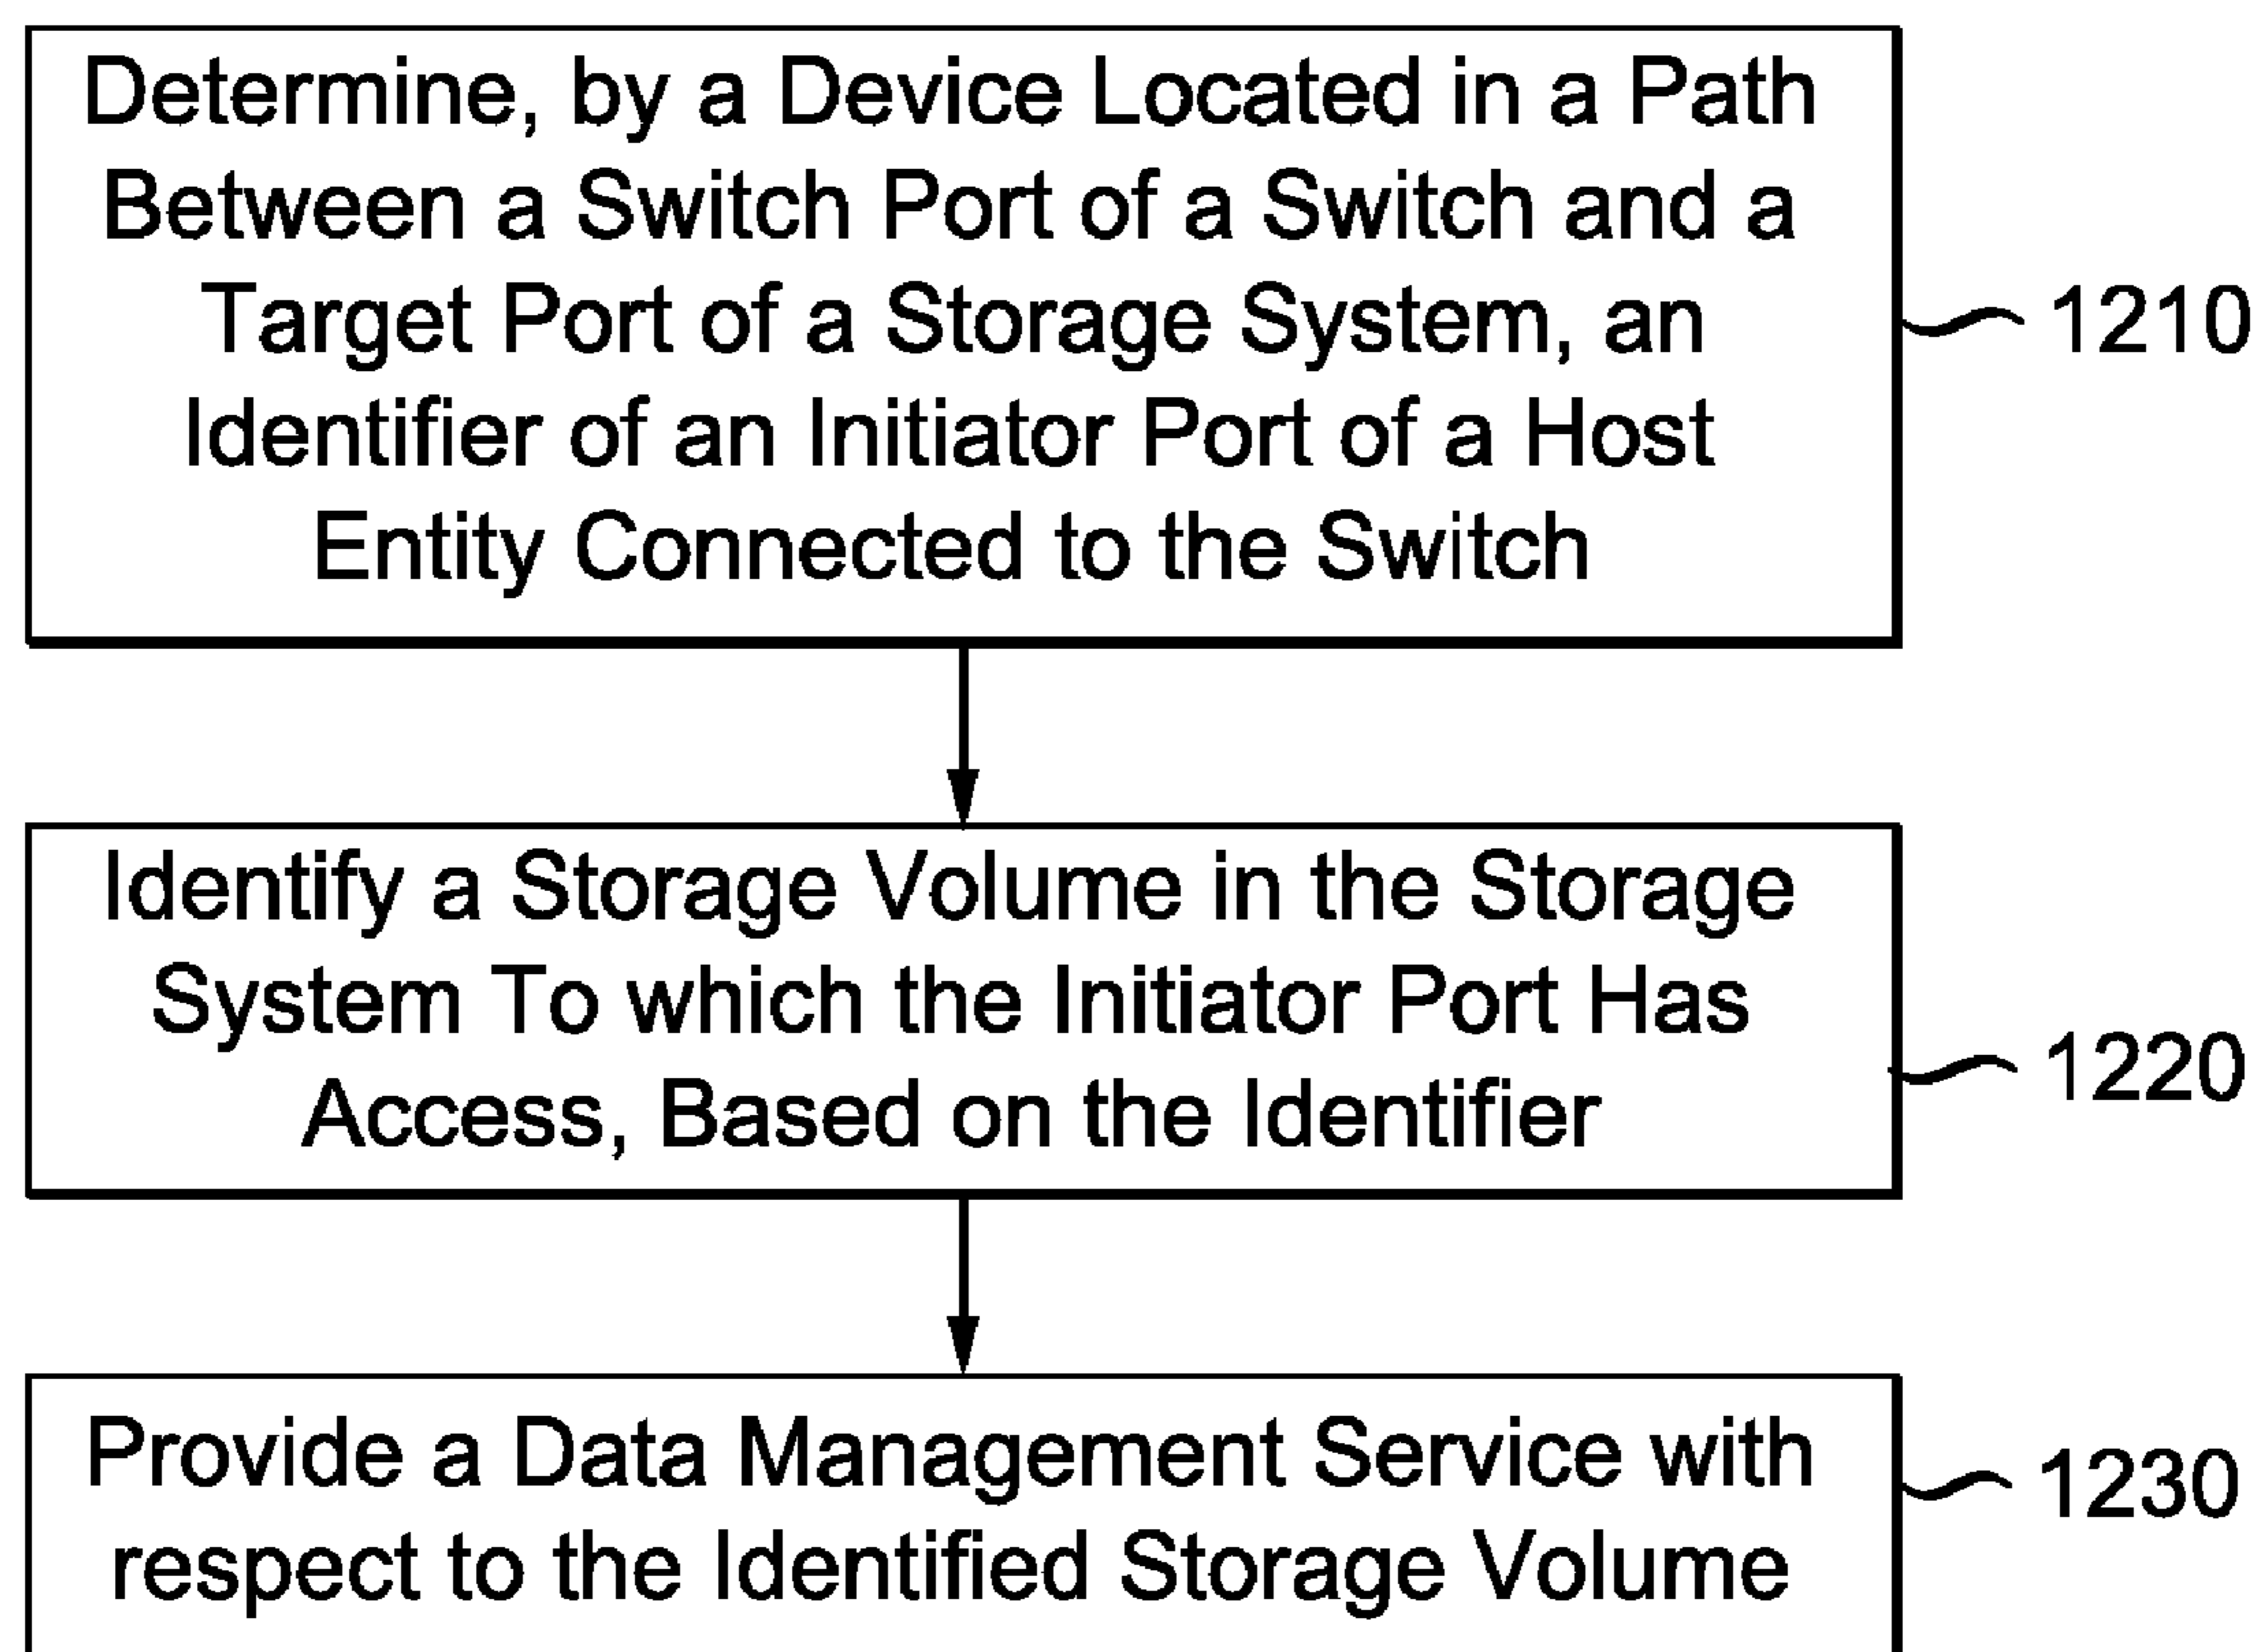 Determine, by a Device Located in a Path
Between a Switch Port of a Switch and a
Target Port of a Storage System, an
Identifier of an Initiator Port of a Host
Entity Connected to the Switch
1210
Identify a Storage Volume in the Storage
System To which the Initiator Port Has
Access, Based on the Identifier
1220
Provide a Data Management Service with
respect to the Identified Storage Volume
1230